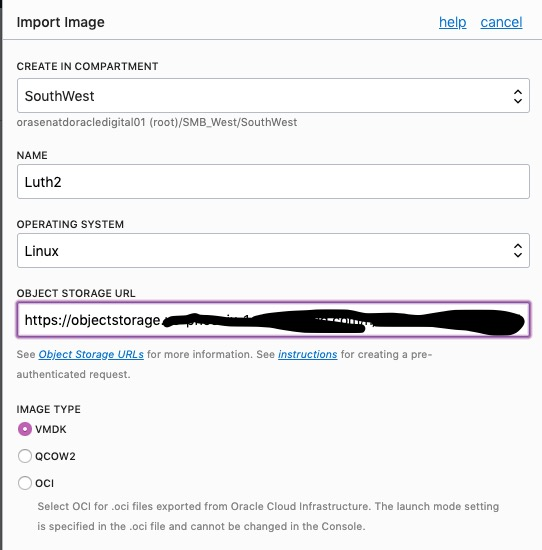 Import Image help cancel
CREATE IN COMPARTMENT
SouthWest
orasenatdoracledigital01 (root)/SMB_West/SouthWest
NAME
Luth2
OPERATING SYSTEM
Linux
OBJECT STORAGE URL
https://objectstorage.
See Object Storage URLs for more information. See instructions for creating a pre-
authenticated request.
IMAGE TYPE
VMDK
QCOW2
OCI
Select OCI for .oci files exported from Oracle Cloud Infrastructure. The launch mode setting
is specified in the .oci file and cannot be changed in the Console.